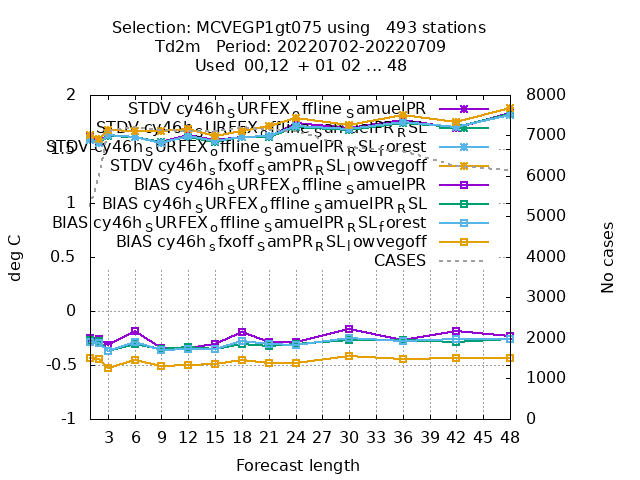 Selection: MCVEGP1gt075 using   493 stations
Td2m   Period: 20220702-20220709
Used  00,12  + 01 02 ... 48
2
1.5
1
0.5
0
-0.5
-1
8000
7000
6000
5000
4000
3000
2000
1000
0
STDV cy46h_SURFEX_offline_samuelPR
STDV cy46h_SURFEX_offline_samuelPR_RSL
STDV cy46h_SURFEX_offline_samuelPR_RSL_forest
STDV cy46h_sfxoff_samPR_RSL_lowvegoff
BIAS cy46h_SURFEX_offline_samuelPR
BIAS cy46h_SURFEX_offline_samuelPR_RSL
BIAS cy46h_SURFEX_offline_samuelPR_RSL_forest
BIAS cy46h_sfxoff_samPR_RSL_lowvegoff
CASES
deg C
No cases
3 6 9 12 15 18 21 24 27 30 33 36 39 42 45 48
Forecast length